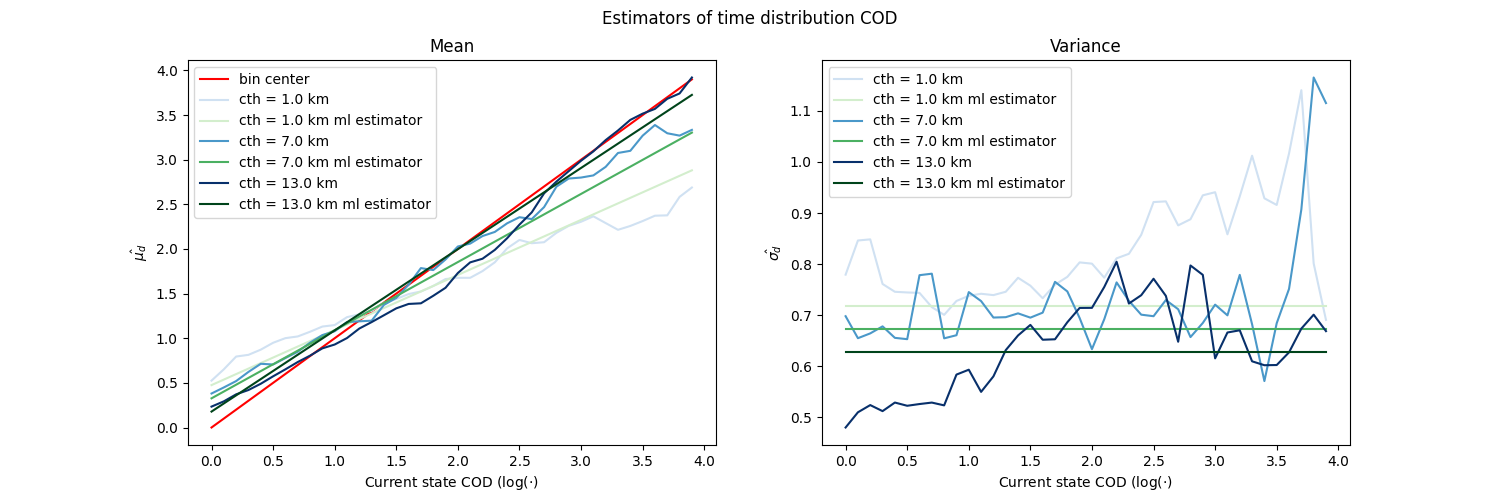 Estimators of time distribution COD
Mean
bin center
cth = 1.0 km
cth = 1.0 km ml estimator
cth = 7.0 km
cth = 7.0 km ml estimator
cth = 13.0 km
cth = 13.0 km ml estimator
4.0
3.5
3.0
2.5
2.0
1.5
1.0
0.5
0.0
μ̂_d
0.0 0.5 1.0 1.5 2.0 2.5 3.0 3.5 4.0
Current state COD (log(·)
Variance
cth = 1.0 km
cth = 1.0 km ml estimator
cth = 7.0 km
cth = 7.0 km ml estimator
cth = 13.0 km
cth = 13.0 km ml estimator
1.1
1.0
0.9
0.8
0.7
0.6
0.5
σ̂_d
0.0 0.5 1.0 1.5 2.0 2.5 3.0 3.5 4.0
Current state COD (log(·)